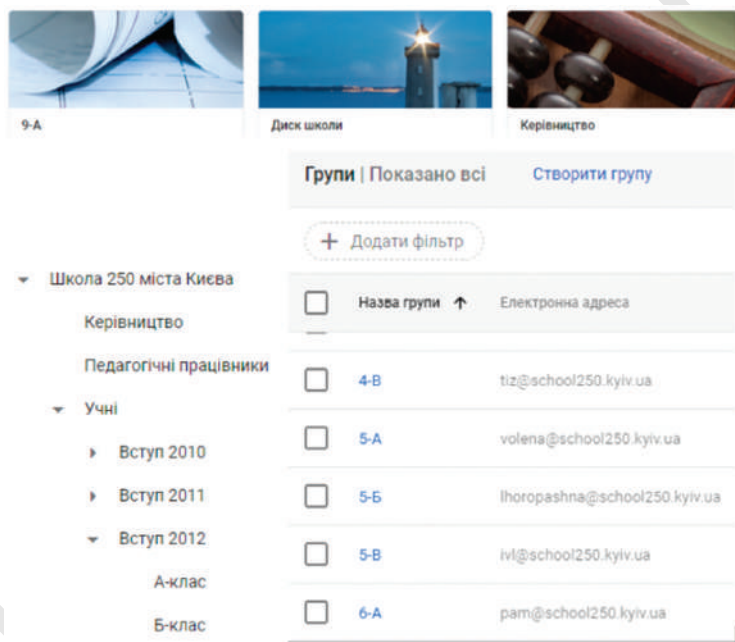 9-А
Диск школи
Керівництво
Групи | Показано всі
Створити групу
+ Додати фільтр
Школа 250 міста Києва
Керівництво
Педагогічні працівники
Учні
Вступ 2010
Вступ 2011
Вступ 2012
А-клас
Б-клас
Назва групи ↑ Електронна адреса
4-В tiz@school250.kyiv.ua
5-А volena@school250.kyiv.ua
5-Б lhoropashna@school250.kyiv.ua
5-В ivl@school250.kyiv.ua
6-А pam@school250.kyiv.ua